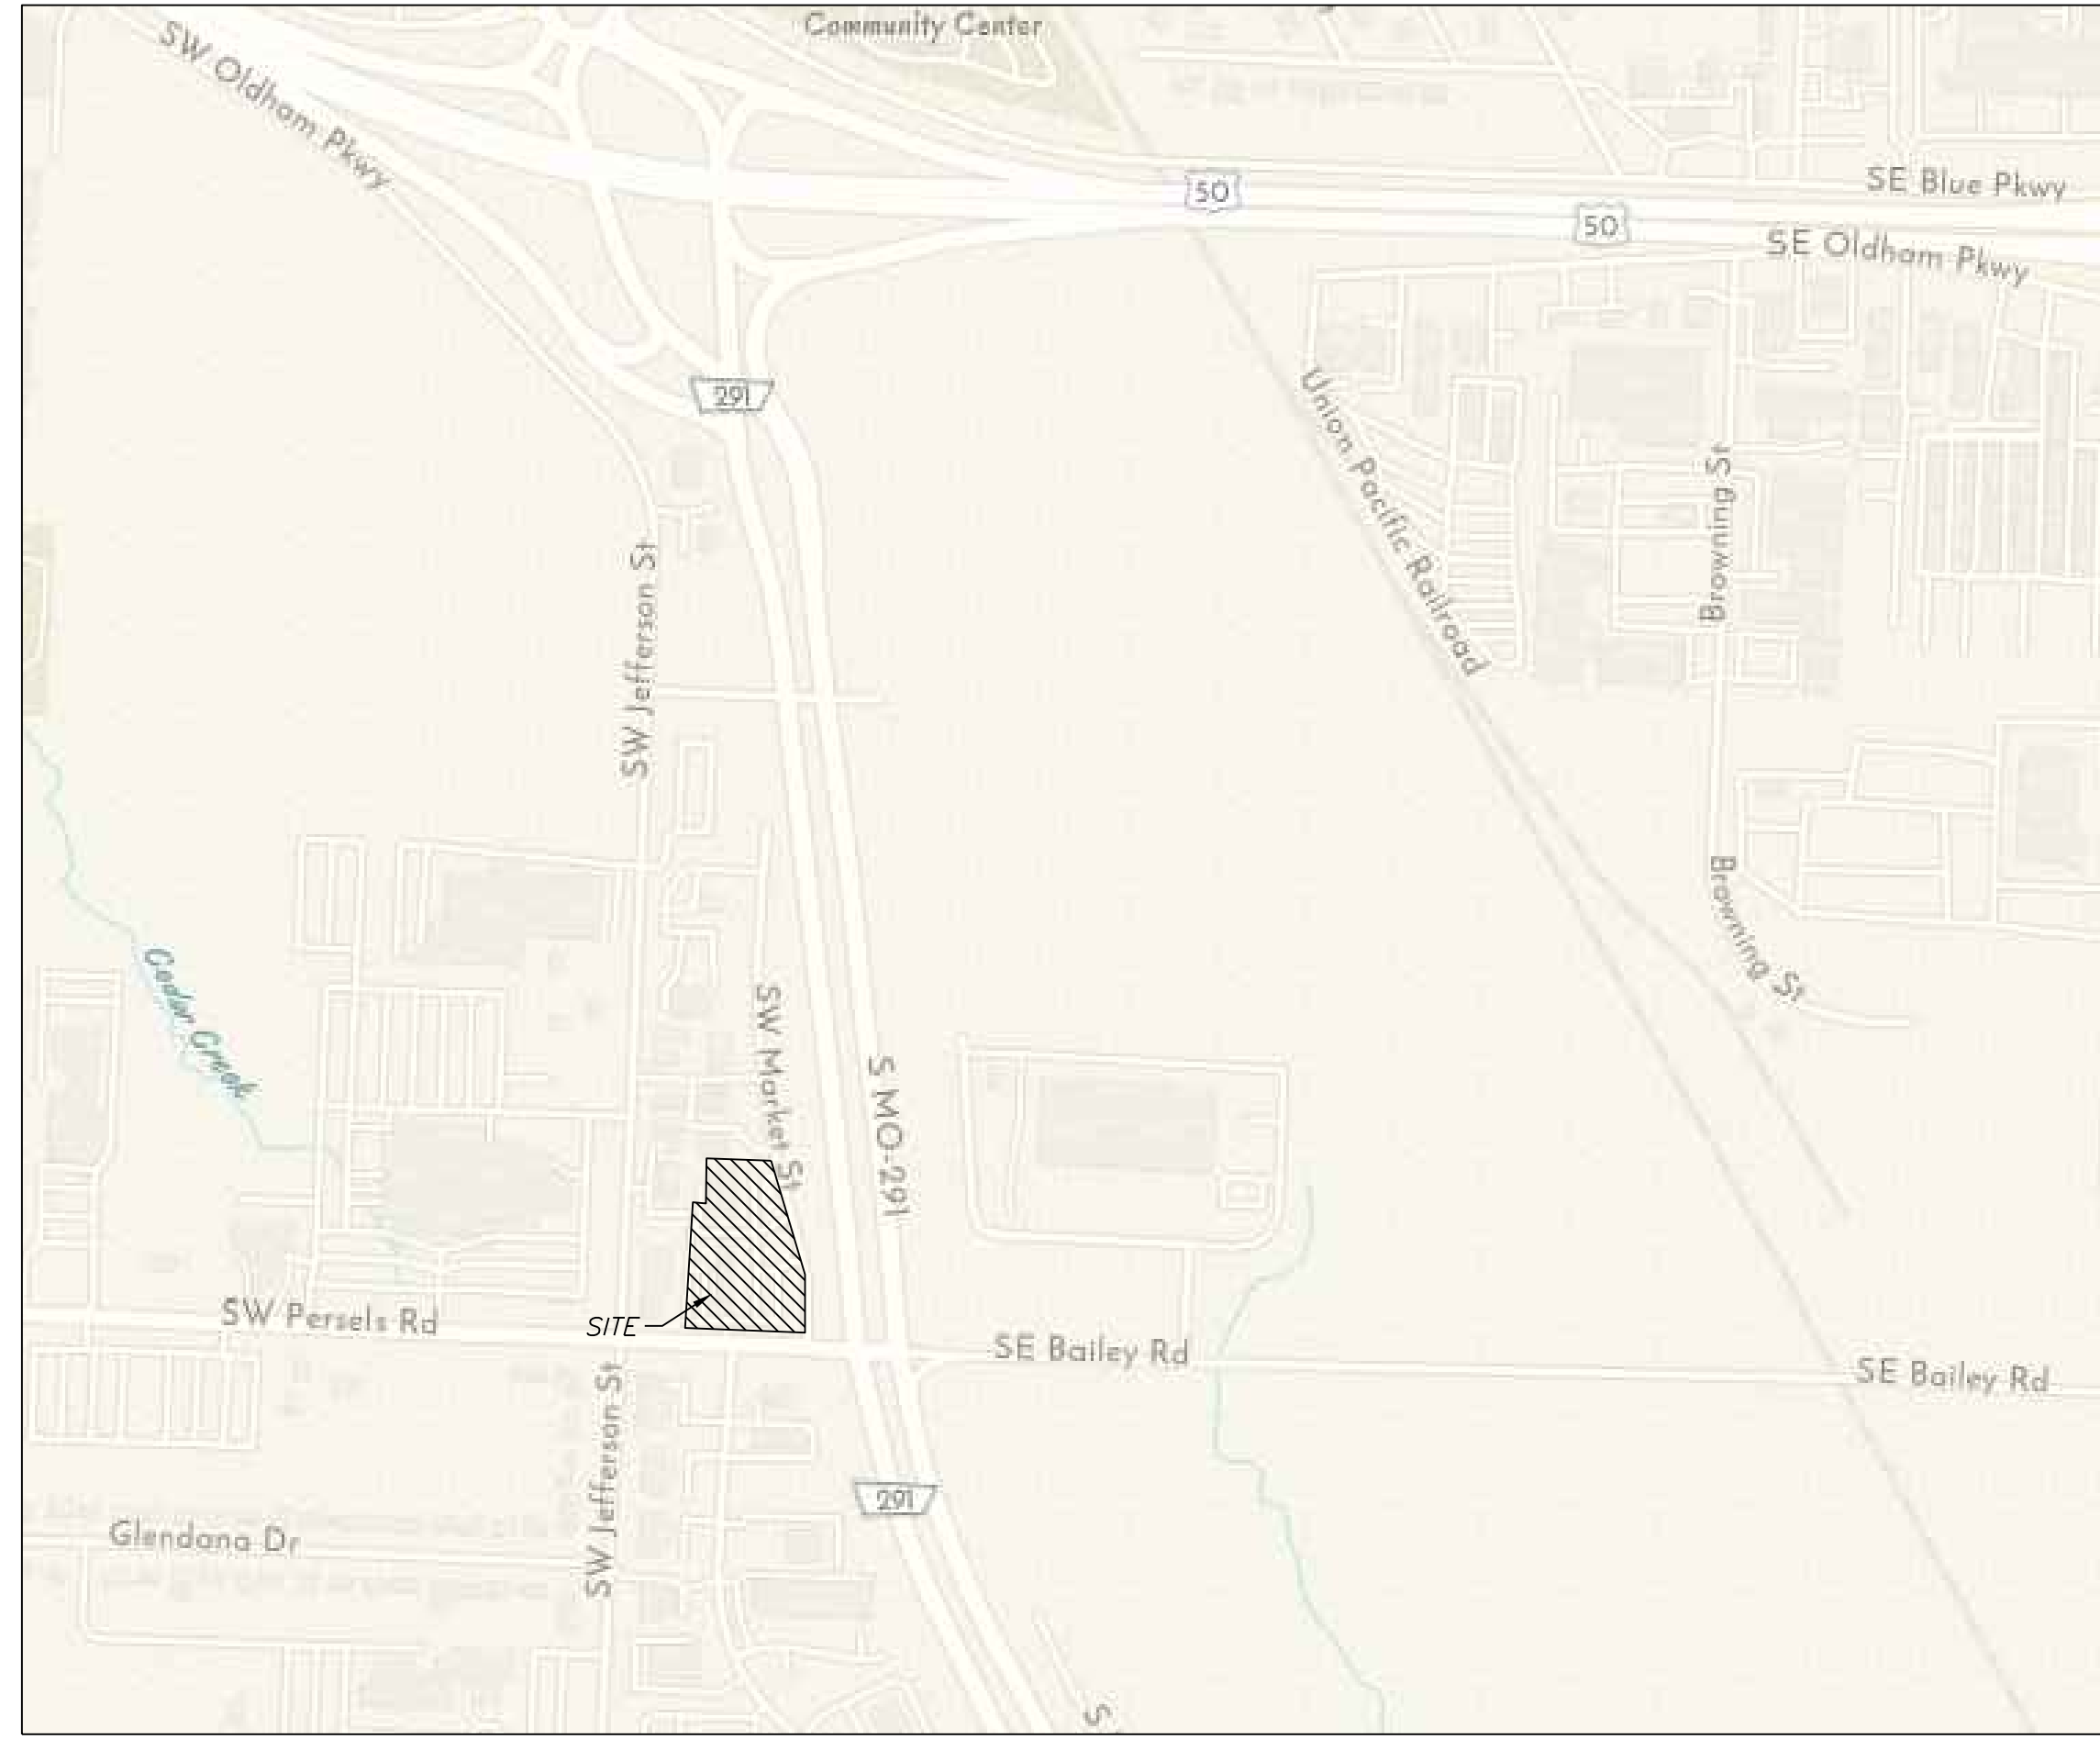 Community Center
SW Oldham Pkwy
50
SE Blue Pkwy
50
SE Oldham Pkwy
291
Union Pacific Railroad
Browning St
SW Jefferson St
Browning St
Cedar Creek
SW Market St
S MO-291
SW Persels Rd
SITE
SE Bailey Rd
SE Bailey Rd
SW Jefferson St
291
Glendana Dr
S